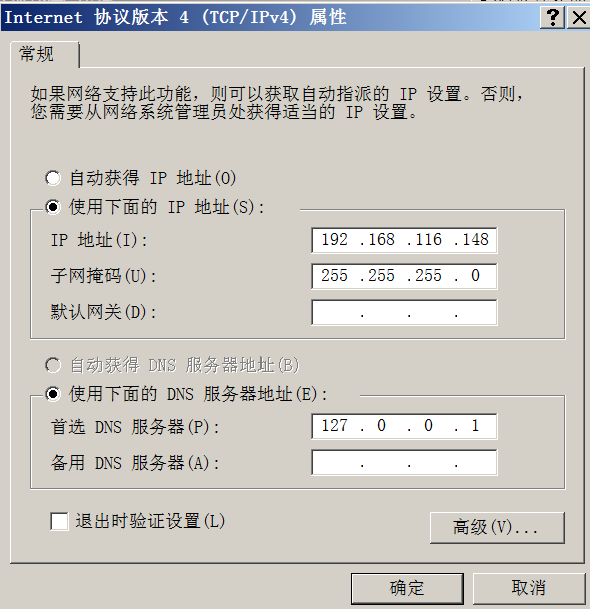 Internet 协议版本 4 (TCP/IPv4) 属性
常规
如果网络支持此功能，则可以获取自动指派的 IP 设置。否则，
您需要从网络系统管理员处获得适当的 IP 设置。
自动获得 IP 地址(O)
使用下面的 IP 地址(S):
IP 地址(I): 192 .168 .116 .148
子网掩码(U): 255 .255 .255 . 0
默认网关(D): . . .
自动获得 DNS 服务器地址(B)
使用下面的 DNS 服务器地址(E):
首选 DNS 服务器(P): 127 . 0 . 0 . 1
备用 DNS 服务器(A): . . .
退出时验证设置(L)
高级(V)...
确定 取消